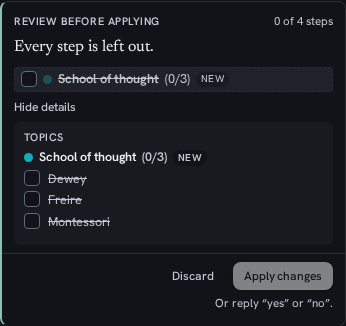 REVIEW BEFORE APPLYING 0 of 4 steps
Every step is left out.
School of thought (0/3) NEW
Hide details
TOPICS
School of thought (0/3) NEW
Dewey
Freire
Montessori
Discard Apply changes
Or reply “yes” or “no”.